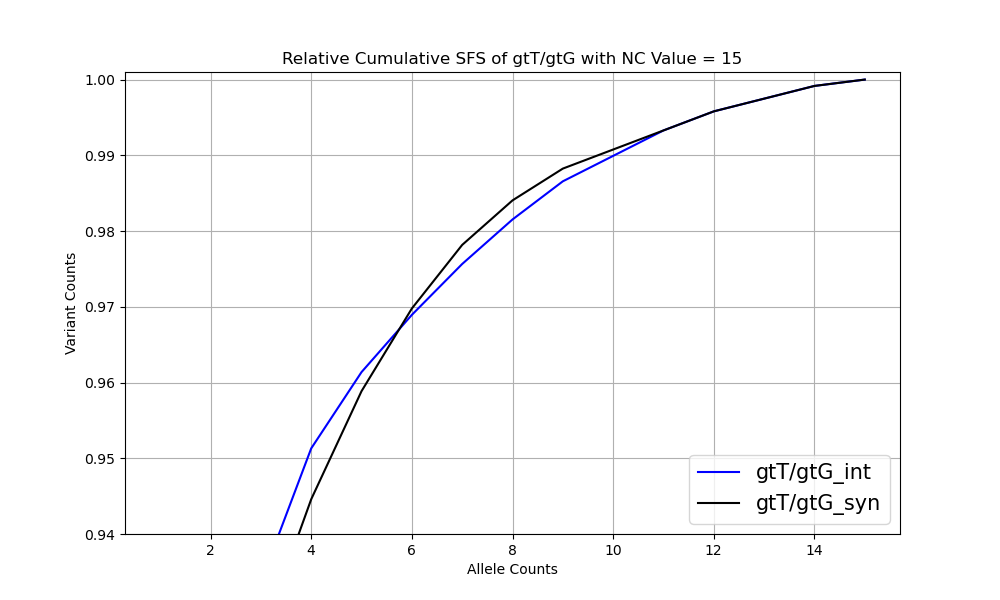 Relative Cumulative SFS of gtT/gtG with NC Value = 15
1.00
0.99
0.98
0.97
0.96
0.95
0.94
Variant Counts
gtT/gtG_int
gtT/gtG_syn
2 4 6 8 10 12 14
Allele Counts